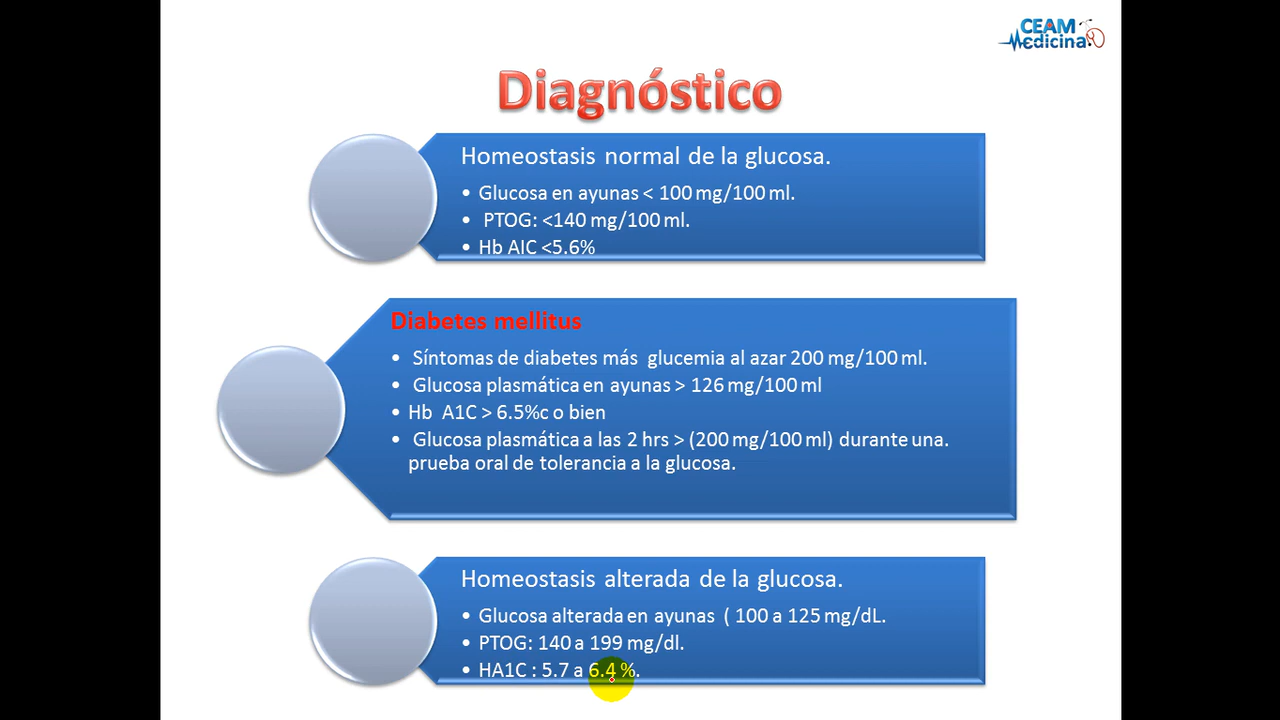 CEAM
Medicina
Diagnóstico
Homeostasis normal de la glucosa.
• Glucosa en ayunas < 100 mg/100 ml.
• PTOG: <140 mg/100 ml.
• Hb AIC <5.6%
Diabetes mellitus
• Síntomas de diabetes más glucemia al azar 200 mg/100 ml.
• Glucosa plasmática en ayunas > 126 mg/100 ml
• Hb A1C > 6.5%c o bien
• Glucosa plasmática a las 2 hrs > (200 mg/100 ml) durante una.
prueba oral de tolerancia a la glucosa.
Homeostasis alterada de la glucosa.
• Glucosa alterada en ayunas ( 100 a 125 mg/dL.
• PTOG: 140 a 199 mg/dl.
• HA1C : 5.7 a 6.4 %.